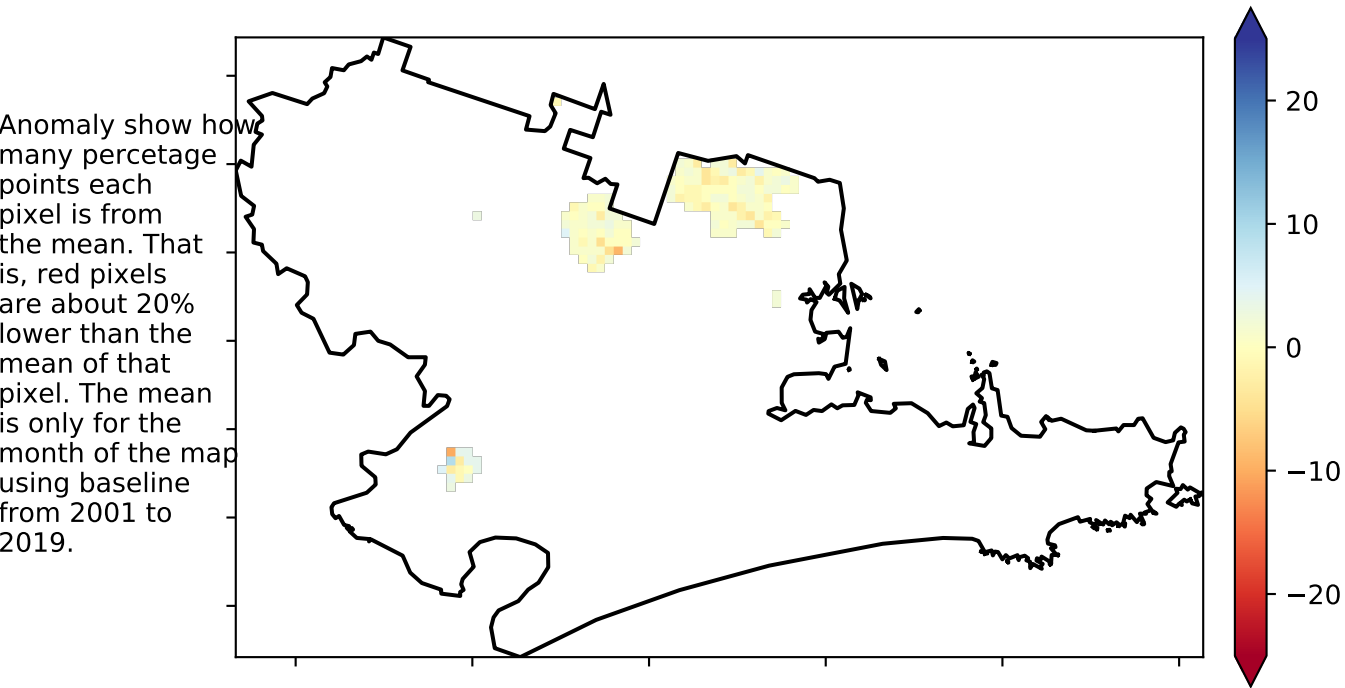 Anomaly show how
many percetage
points each
pixel is from
the mean. That
is, red pixels
are about 20%
lower than the
mean of that
pixel. The mean
is only for the
month of the map
using baseline
from 2001 to
2019.
20
10
0
−10
−20